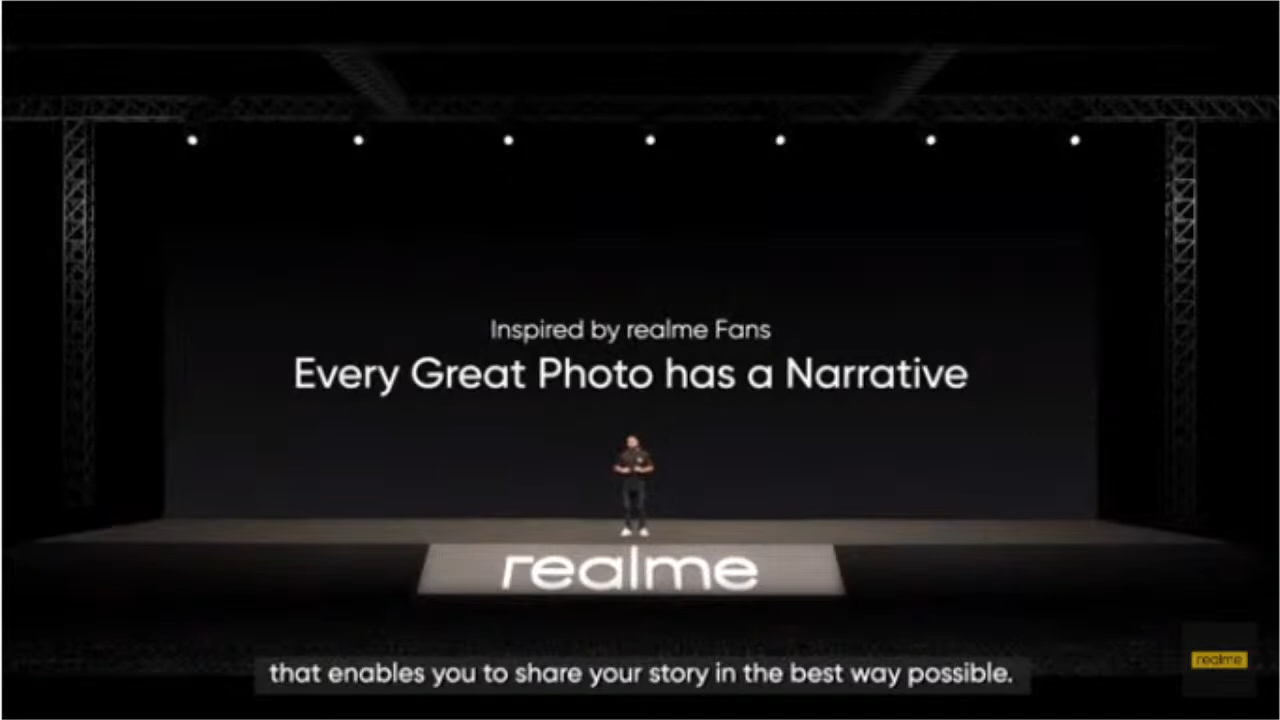 Inspired by realme Fans
Every Great Photo has a Narrative
realme
realme
that enables you to share your story in the best way possible.